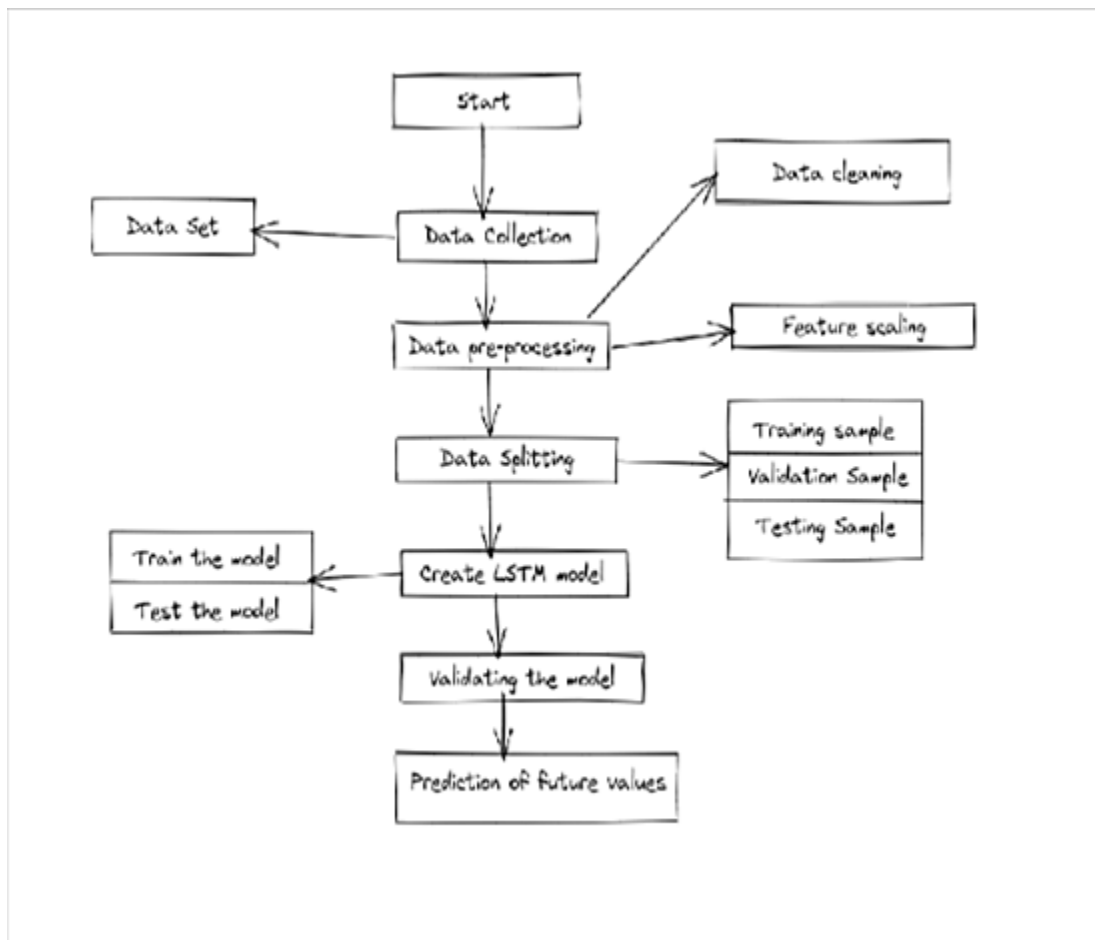 Start
Data cleaning
Data Set
Data Collection
Data pre-processing
Feature scaling
Data Splitting
Training sample
Validation Sample
Testing Sample
Create LSTM model
Train the model
Test the model
Validating the model
Prediction of future values